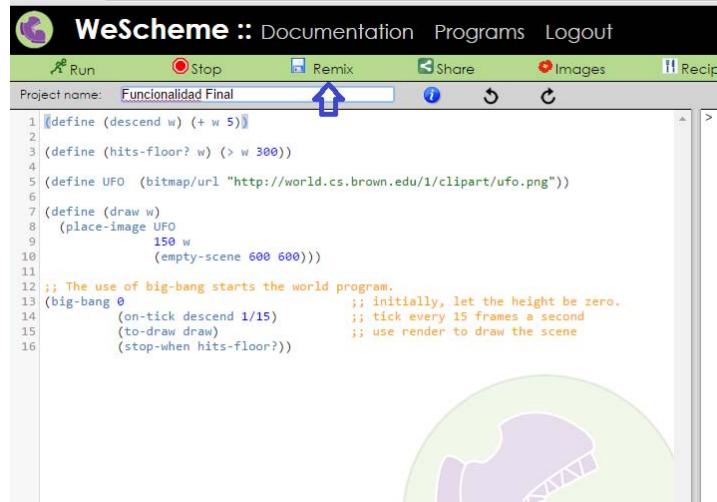 WeScheme :: Documentation Programs Logout
Run Stop Remix Share Images Recip
Project name: Funcionalidad Final
1 (define (descend w) (+ w 5))
2
3 (define (hits-floor? w) (> w 300))
4
5 (define UFO (bitmap/url "http://world.cs.brown.edu/1/clipart/ufo.png"))
6
7 (define (draw w)
8 (place-image UFO
9 150 w
10 (empty-scene 600 600)))
11
12 ;; The use of big-bang starts the world program.
13 (big-bang 0 ;; initially, let the height be zero.
14 (on-tick descend 1/15) ;; tick every 15 frames a second
15 (to-draw draw) ;; use render to draw the scene
16 (stop-when hits-floor?))
>